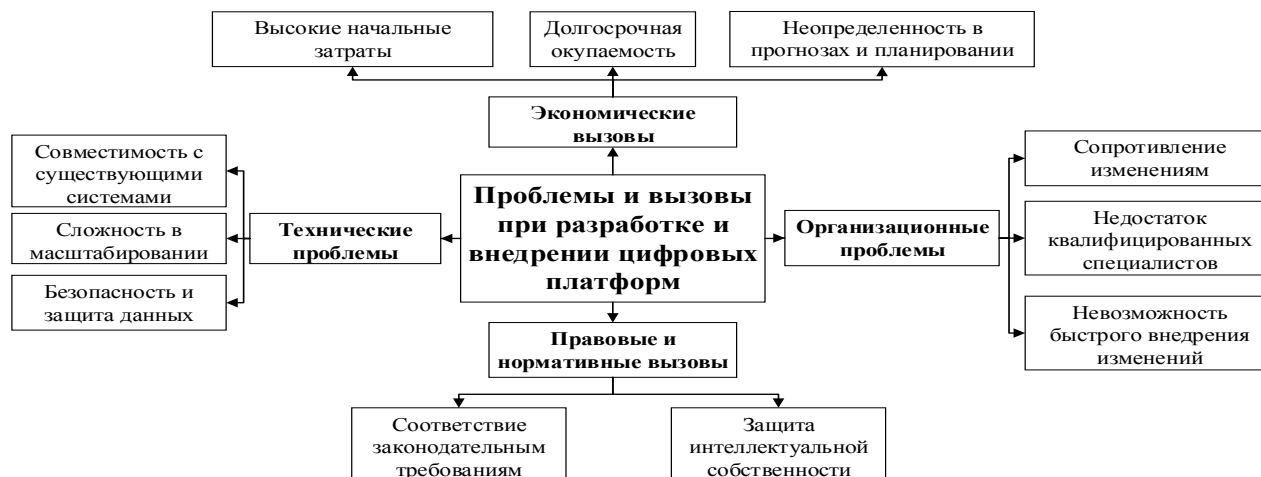 Высокие начальные
затраты
Долгосрочная
окупаемость
Неопределенность в
прогнозах и планировании
Экономические
вызовы
Совместимость с
существующими
системами
Сложность в
масштабировании
Безопасность и
защита данных
Технические
проблемы
Проблемы и вызовы
при разработке и
внедрении цифровых
платформ
Организационные
проблемы
Сопротивление
изменениям
Недостаток
квалифицированных
специалистов
Невозможность
быстрого внедрения
изменений
Правовые и
нормативные вызовы
Соответствие
законодательным
требованиям
Защита
интеллектуальной
собственности